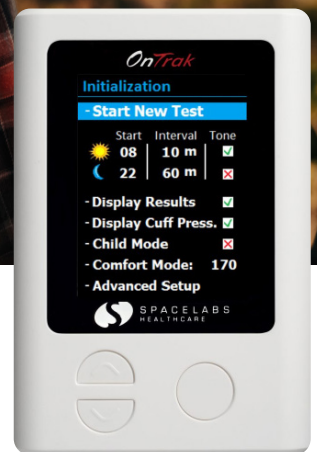 OnTrak
Initialization
- Start New Test
Start Interval Tone
08 10 m
22 60 m
- Display Results
- Display Cuff Press.
- Child Mode
- Comfort Mode: 170
- Advanced Setup
SPACELABS
HEALTHCARE